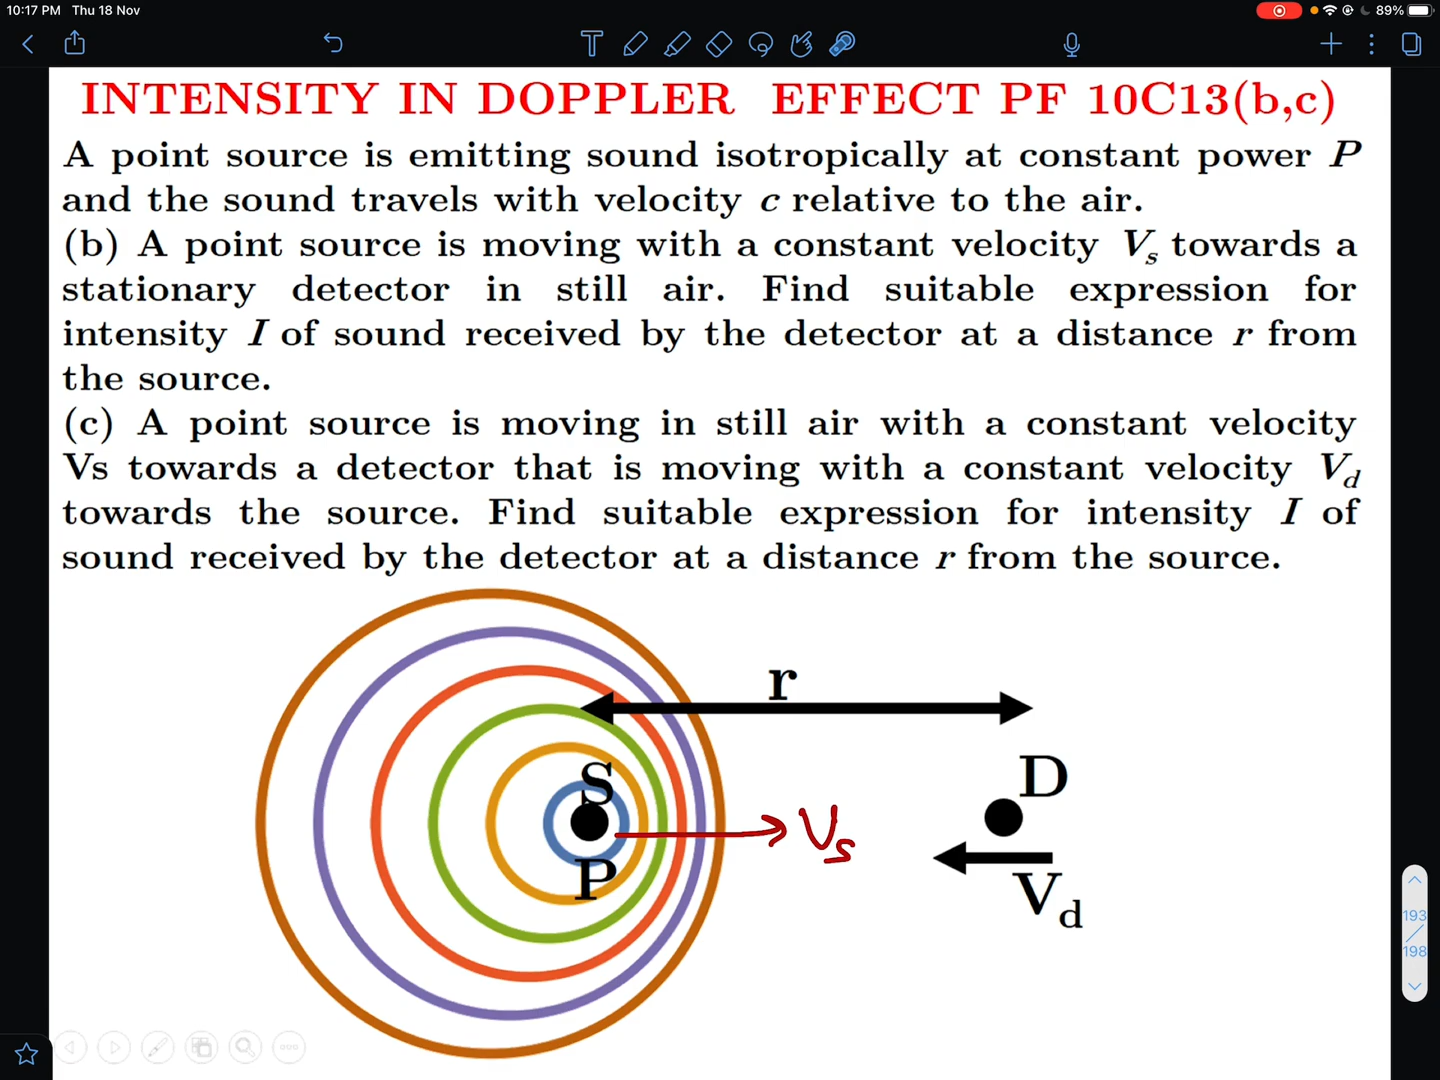 10:17 PM Thu 18 Nov
89%
INTENSITY IN DOPPLER EFFECT PF 10C13(b,c)
A point source is emitting sound isotropically at constant power P
and the sound travels with velocity c relative to the air.
(b) A point source is moving with a constant velocity Vₛ towards a
stationary detector in still air. Find suitable expression for
intensity I of sound received by the detector at a distance r from
the source.
(c) A point source is moving in still air with a constant velocity
Vs towards a detector that is moving with a constant velocity V_d
towards the source. Find suitable expression for intensity I of
sound received by the detector at a distance r from the source.
r
S
D
Vₛ
P
V_d
193
198